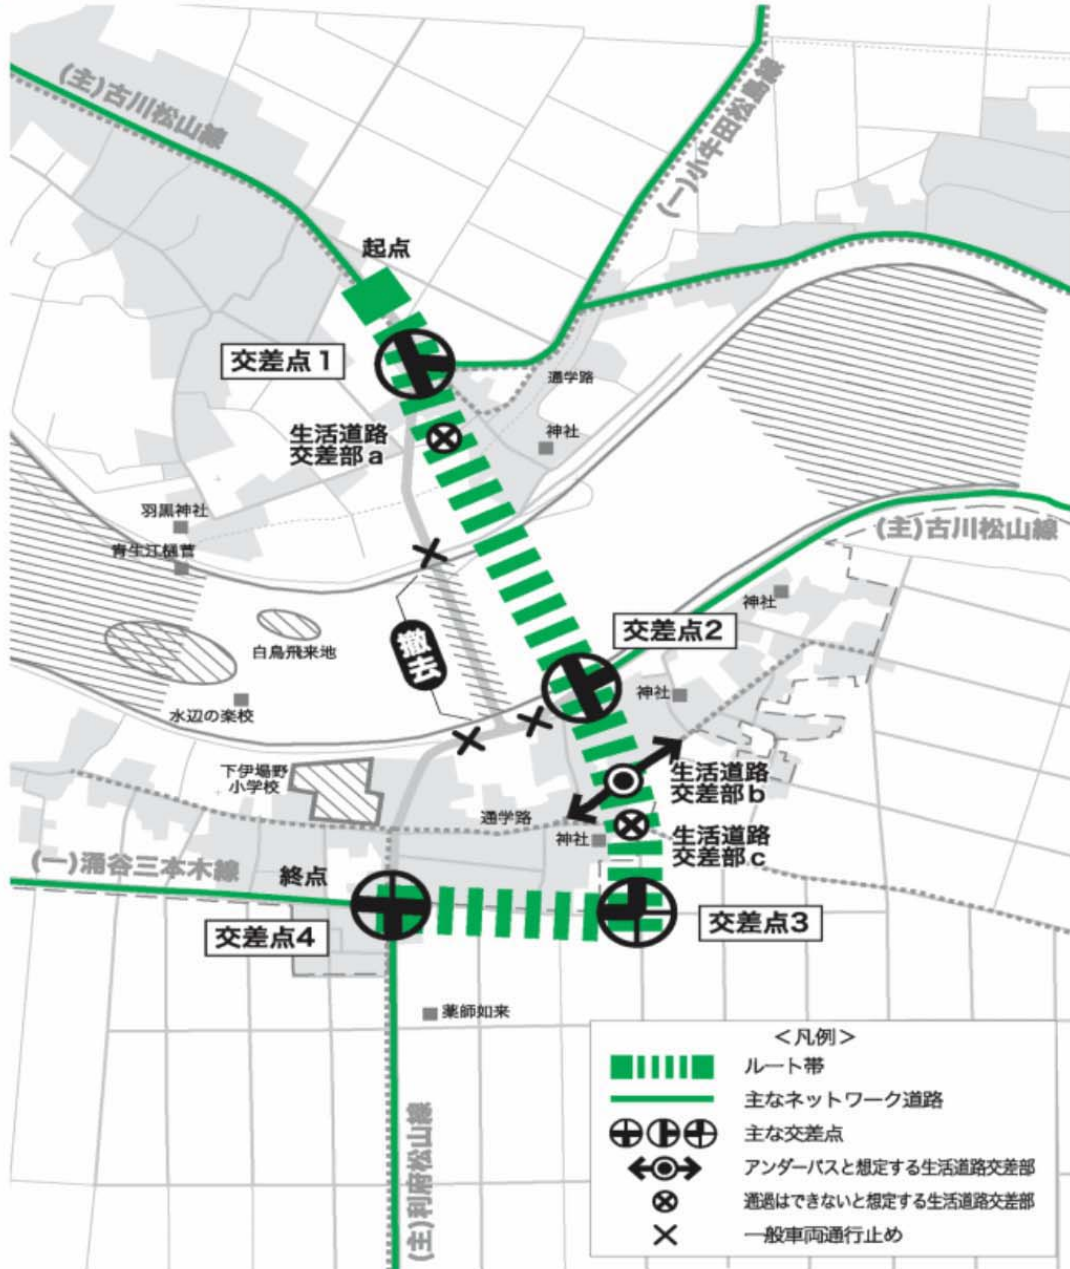 (主)古川松山線
(一)小牛田松島線
起点
交差点1
通学路
生活道路
交差部a
神社
羽黒神社
青生江樋菅
(主)古川松山線
神社
交差点2
撤去
白鳥飛来地
神社
水辺の楽校
下伊場野
小学校
生活道路
交差部b
通学路
神社
生活道路
交差部c
(一)涌谷三本木線
終点
交差点4
交差点3
薬師如来
(主)利府松山線
<凡例>
ルート帯
主なネットワーク道路
主な交差点
アンダーパスと想定する生活道路交差部
通過はできないと想定する生活道路交差部
一般車両通行止め